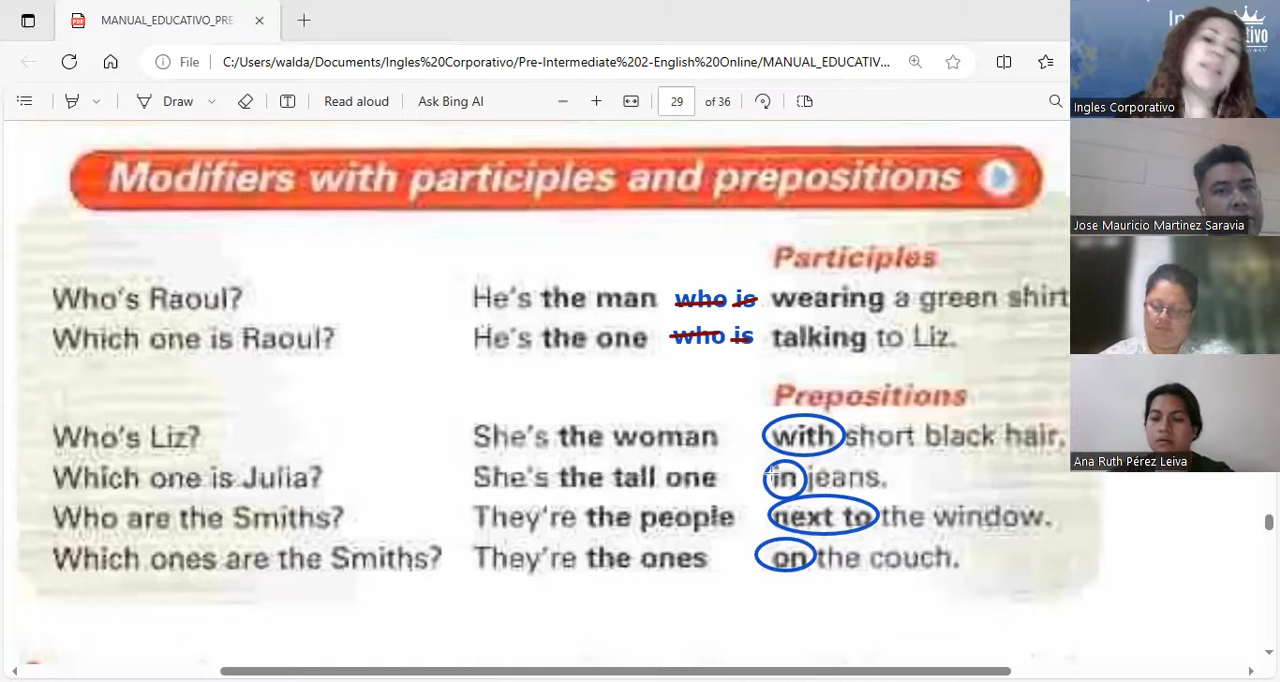 MANUAL_EDUCATIVO_PRE
File
C:/Users/walda/Documents/Ingles%20Corporativo/Pre-Intermediate%202-English%20Online/MANUAL_EDUCATIV...
Draw
Read aloud
Ask Bing AI
29
of 36
Modifiers with participles and prepositions
Participles
Who's Raoul? He's the man who is wearing a green shirt
Which one is Raoul? He's the one who is talking to Liz.
Prepositions
Who's Liz? She's the woman with short black hair.
Which one is Julia? She's the tall one in jeans.
Who are the Smiths? They're the people next to the window.
Which ones are the Smiths? They're the ones on the couch.
Ingles Corporativo
Jose Mauricio Martinez Saravia
Ana Ruth Pérez Leiva